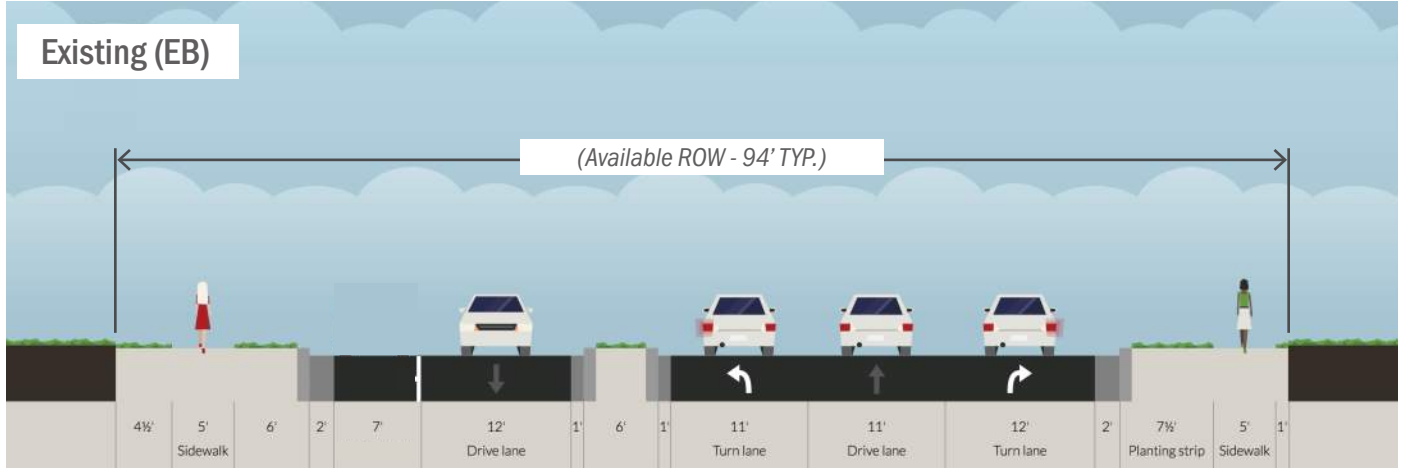 Existing (EB)
(Available ROW - 94' TYP.)
4½' 5' 6' 2' 7' 12' 1' 6' 1' 11' 11' 12' 2' 7½' 5' 1'
Sidewalk Drive lane Turn lane Drive lane Turn lane Planting strip Sidewalk